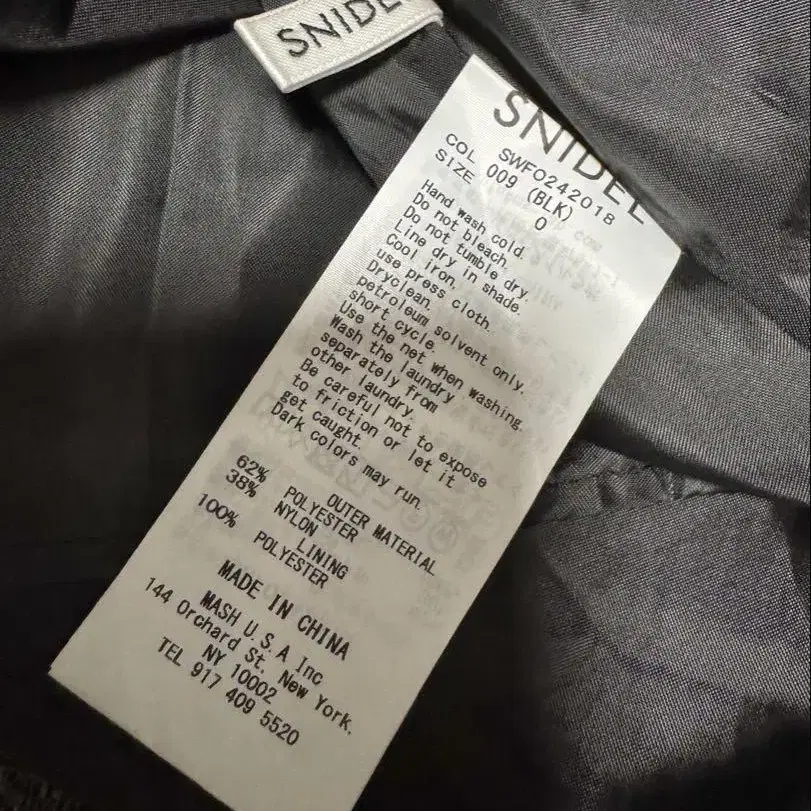 SNIDEL
SNIDEL
SWFO242018
COL 009 (BLK)
SIZE 0
Hand wash cold.
Do not bleach.
Do not tumble dry.
Line dry in shade.
Cool iron.
use press cloth.
Dryclean.
petroleum solvent only.
short cycle.
Use the net when washing.
Wash the laundry
separately from
other laundry.
Be careful not to expose
to friction or let it
get caught.
Dark colors may run.
OUTER MATERIAL
62% POLYESTER
38% NYLON
LINING
100% POLYESTER
MADE IN CHINA
MASH U.S.A Inc
144 Orchard St. New York.
NY 10002
TEL 917 409 5520